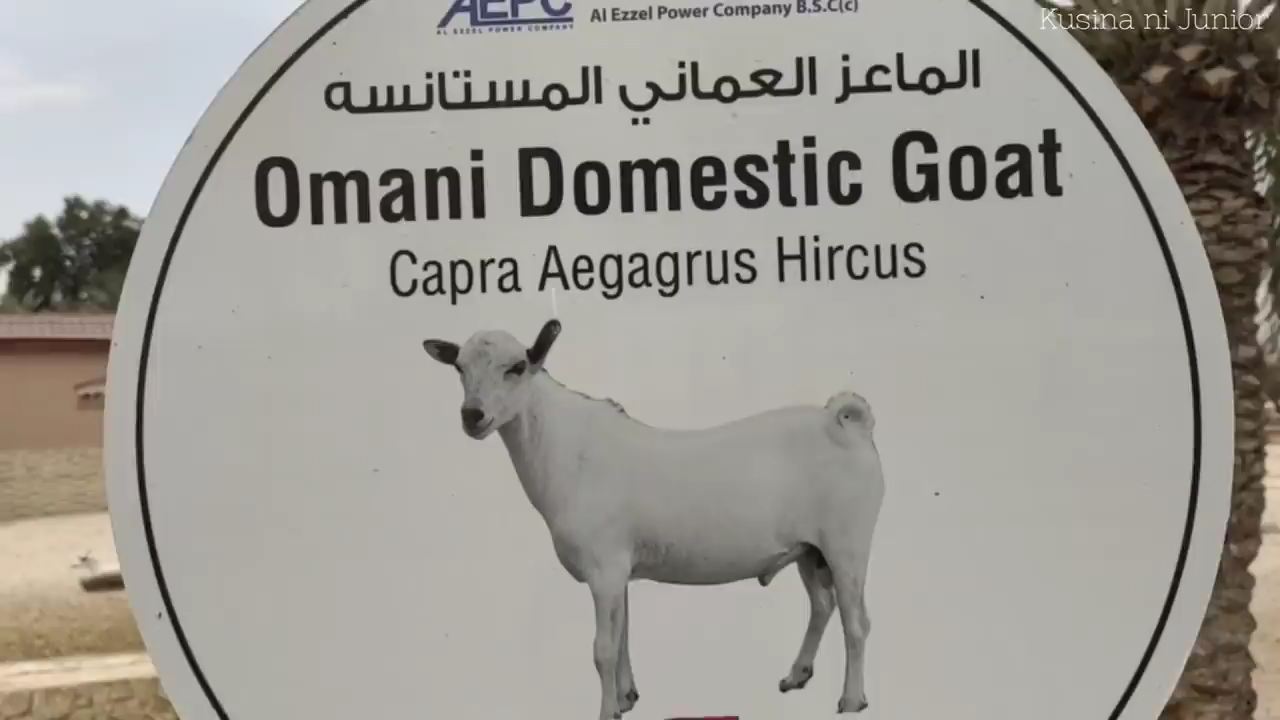 AEPC
AL EZZEL POWER COMPANY
Al Ezzel Power Company B.S.C(c)
Kusina ni Junior
الماعز العماني المستانسه
Omani Domestic Goat
Capra Aegagrus Hircus